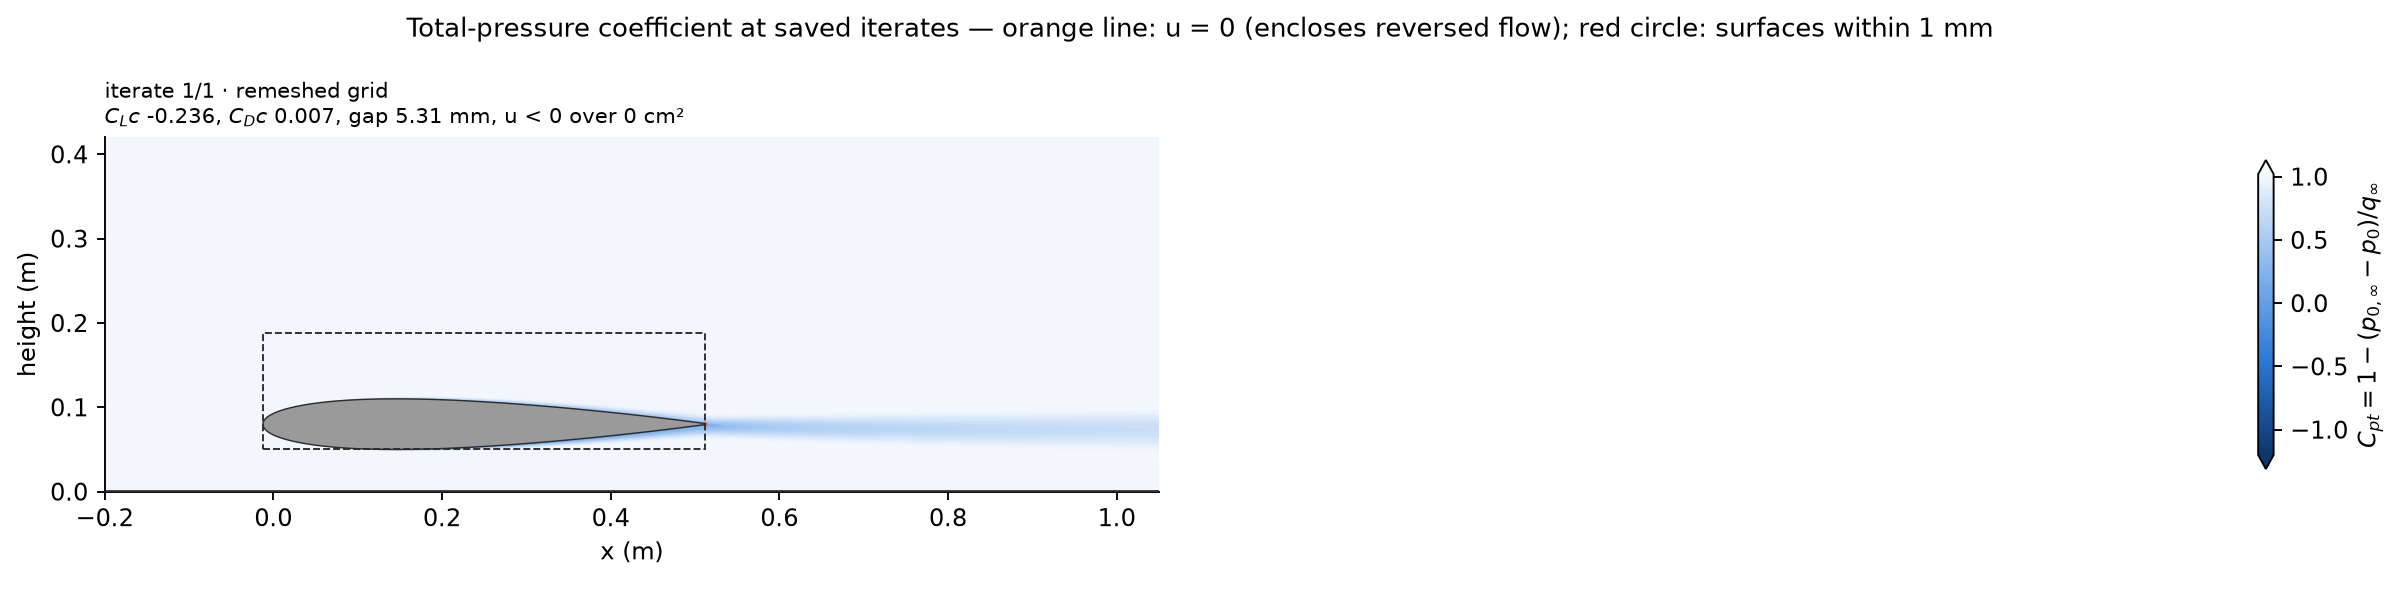 Total-pressure coefficient at saved iterates — orange line: u = 0 (encloses reversed flow); red circle: surfaces within 1 mm
iterate 1/1 · remeshed grid
C_Lc -0.236, C_Dc 0.007, gap 5.31 mm, u < 0 over 0 cm²
0.4
0.3
0.2
0.1
0.0
height (m)
−0.2
0.0
0.2
0.4
0.6
0.8
1.0
x (m)
1.0
0.5
0.0
−0.5
−1.0
C_pt = 1 − (p_0,∞ − p_0)/q_∞